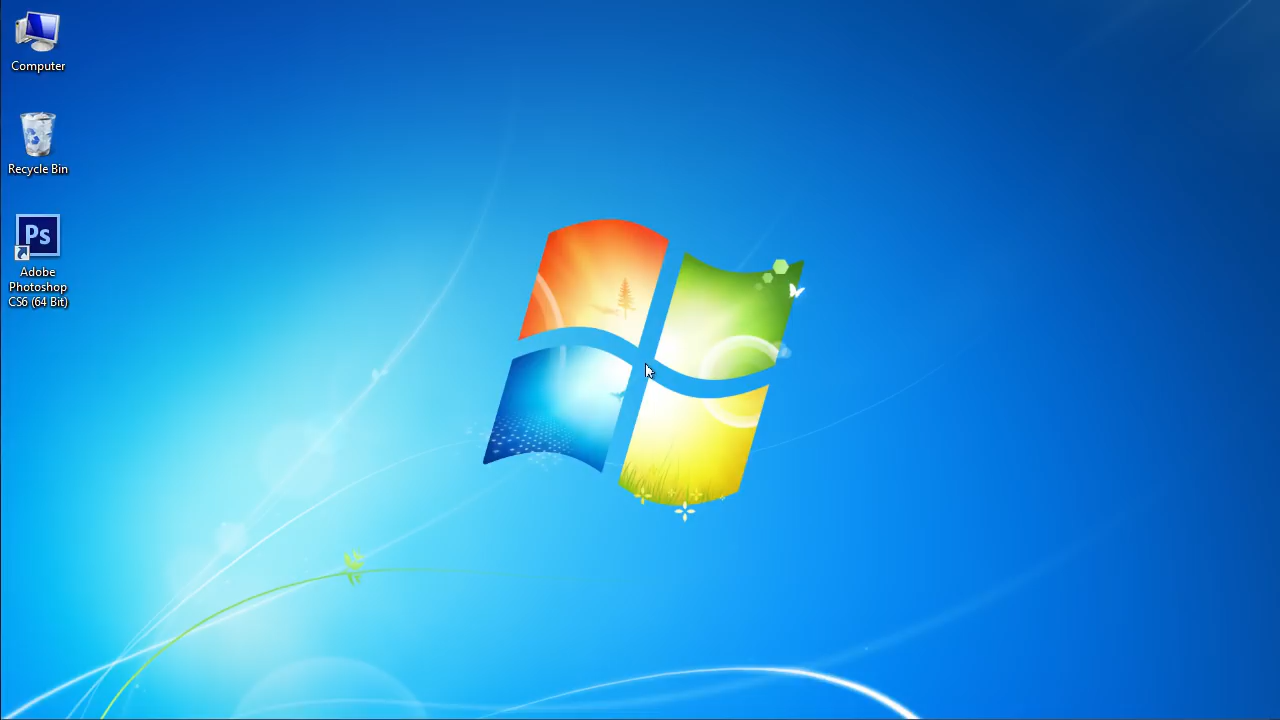 Computer
Recycle Bin
Ps
Adobe
Photoshop
CS6 (64 Bit)